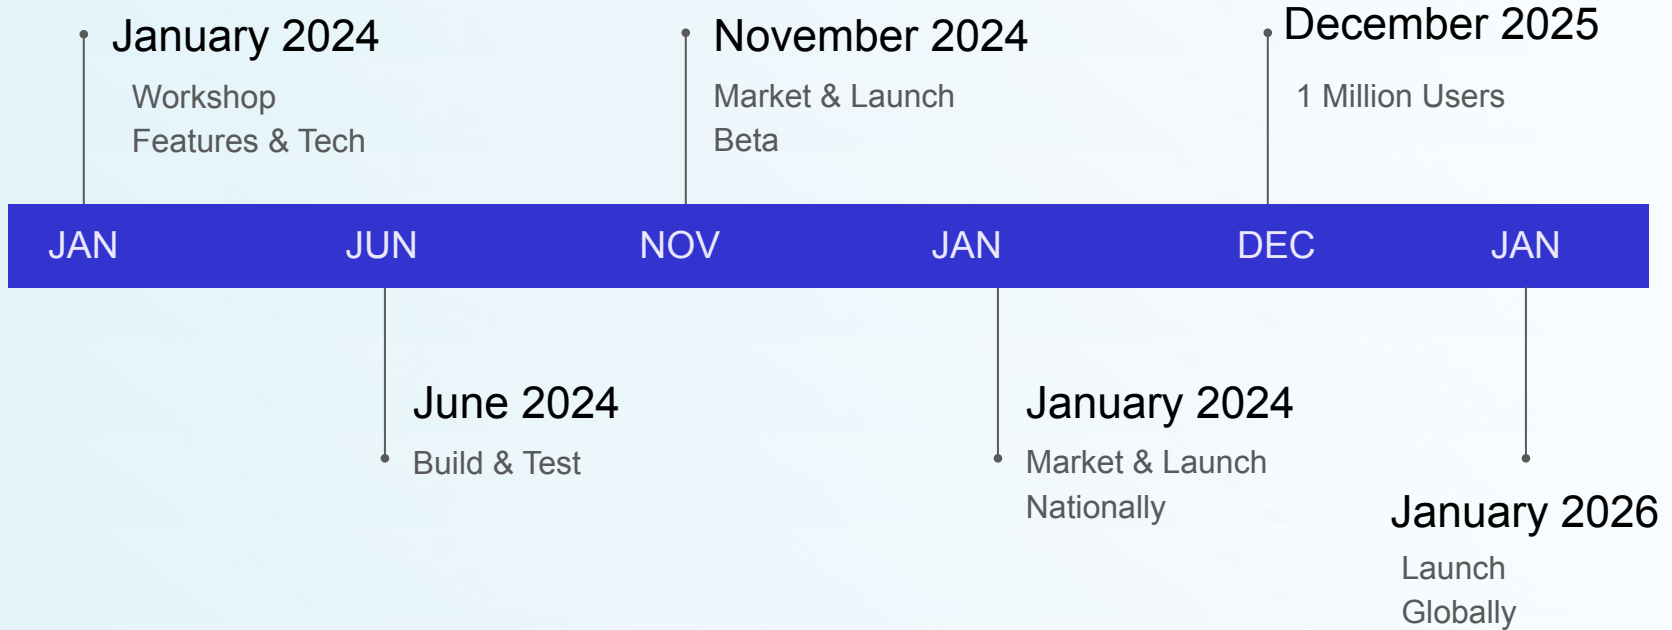 January 2024
Workshop
Features & Tech
November 2024
Market & Launch
Beta
December 2025
1 Million Users
JAN
JUN
NOV
JAN
DEC
JAN
June 2024
Build & Test
January 2024
Market & Launch
Nationally
January 2026
Launch
Globally